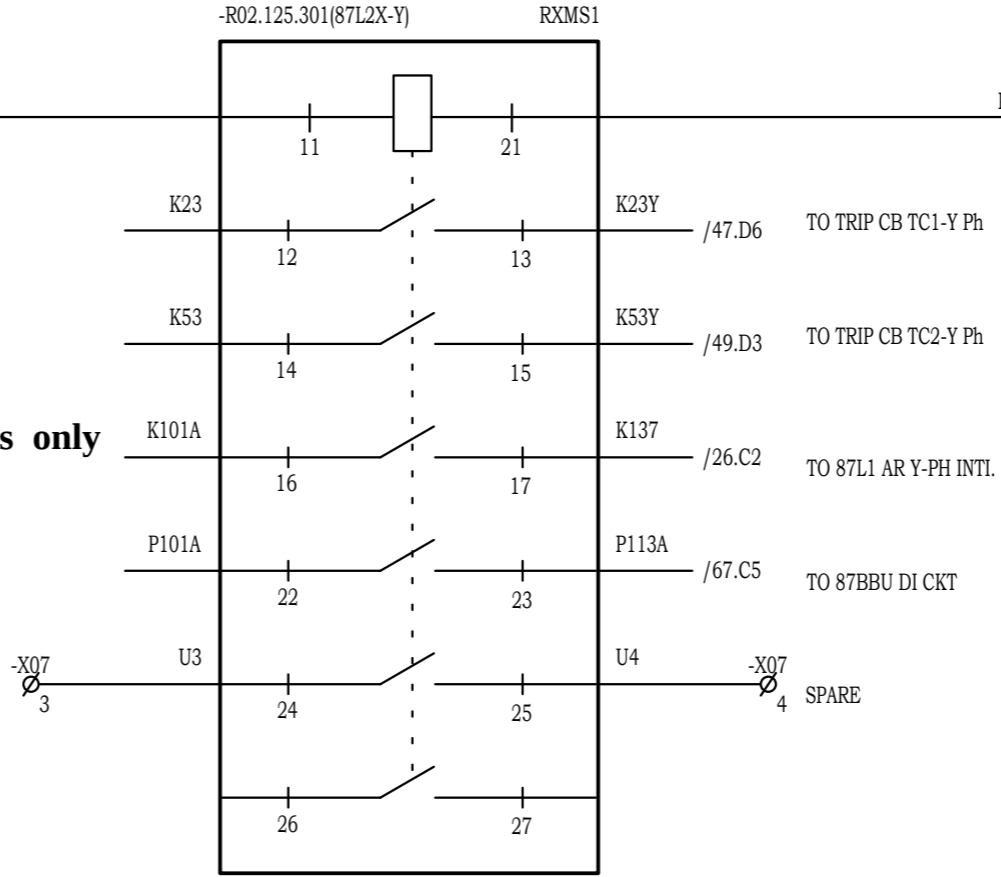 -R02.125.301(87L2X-Y) RXMS1
11 21
K23 K23Y
12 13 /47.D6 TO TRIP CB TC1-Y Ph
K53 K53Y
14 15 /49.D3 TO TRIP CB TC2-Y Ph
s only K101A K137
16 17 /26.C2 TO 87L1 AR Y-PH INTI.
P101A P113A
22 23 /67.C5 TO 87BBU DI CKT
-X07 U3 U4 -X07
3 24 25 4 SPARE
26 27